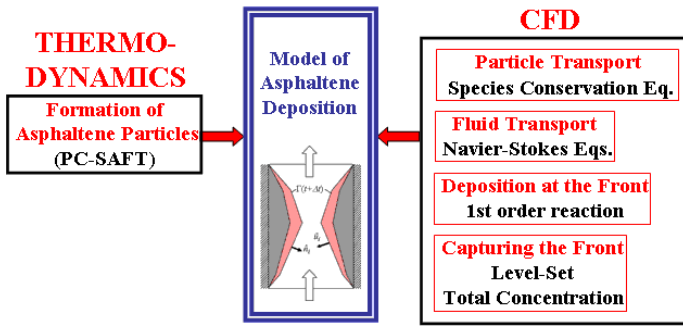 THERMO-
DYNAMICS
Formation of
Asphaltene Particles
(PC-SAFT)
Model of
Asphaltene
Deposition
Γ(t+Δt)
CFD
Particle Transport
Species Conservation Eq.
Fluid Transport
Navier-Stokes Eqs.
Deposition at the Front
1st order reaction
Capturing the Front
Level-Set
Total Concentration